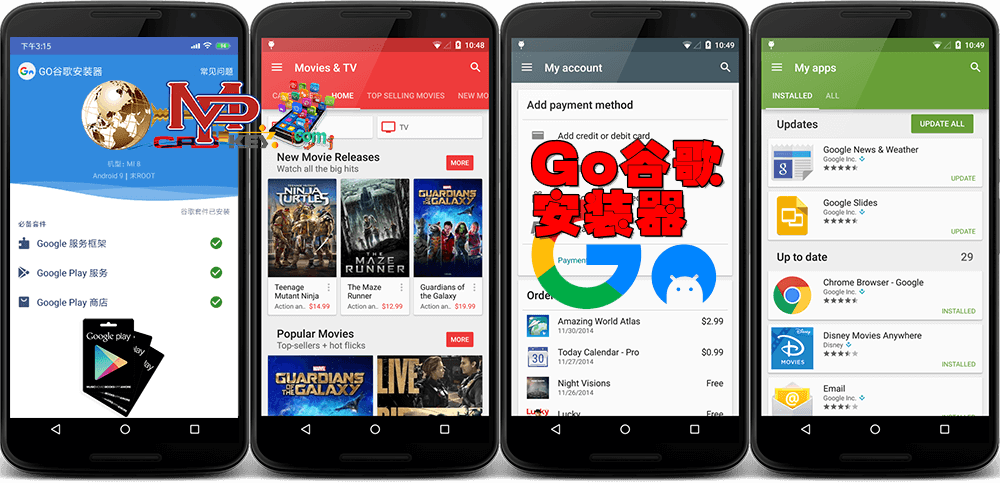 下午3:15
GO谷歌安装器
常见问题
MP
CARDKEY
.com
机型: MI 8
Android 9 | 未ROOT
谷歌套件已安装
必备套件
Google 服务框架
Google Play 服务
Google Play 商店
Google play
10:48
Movies & TV
HOME
TOP SELLING MOVIES
NEW MO
TV
New Movie Releases
Watch all the big hits
MORE
NINJA
TURTLES
THE
MAZE
RUNNER
MARVEL
GUARDIANS
OF THE
GALAXY
Teenage
Mutant Ninja
Action an..
$14.99
The Maze
Runner
Action an..
$12.99
Guardians of
the Galaxy
Action an..
$19.99
Popular Movies
Top-sellers + hot flicks
MORE
MARVEL
GUARDIANS
OF THE
GALAXY
LIVE
10:49
My account
Add payment method
Add credit or debit card
Go谷歌
安装器
Payment
Order
Amazing World Atlas
11/30/2014
$2.99
30
Today Calendar - Pro
11/27/2014
$0.99
Night Visions
11/26/2014
Free
Lucky
Lucky
Free
10:49
My apps
INSTALLED
ALL
Updates
UPDATE ALL
Google News & Weather
Google Inc.
UPDATE
Google Slides
Google Inc.
UPDATE
Up to date
29
Chrome Browser - Google
Google Inc.
INSTALLED
Disney
MOVIES
Disney Movies Anywhere
Disney
INSTALLED
Email
Google Inc.